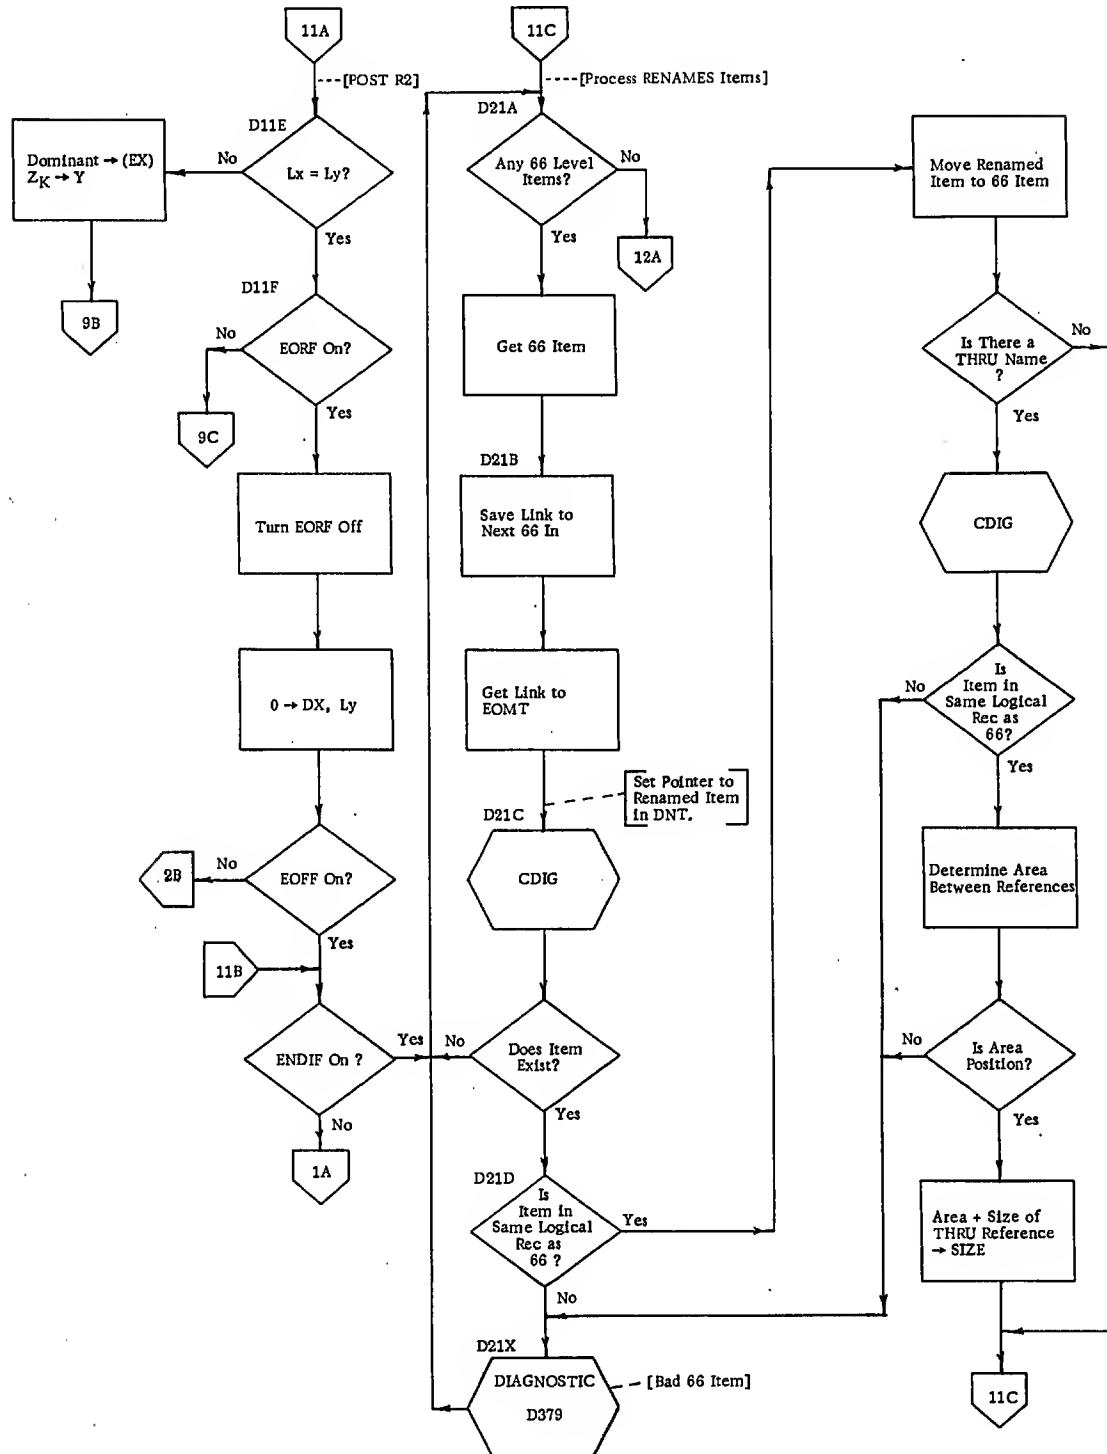 11A
---[POST R2]
D11E
Lx = Ly?
No
Yes
Dominant → (EX)
Z_K → Y
9B
D11F
EORF On?
No
Yes
9C
Turn EORF Off
0 → DX, Ly
EOFF On?
No
Yes
2B
11B
ENDIF On ?
Yes
No
1A
11C
---[Process RENAMES Items]
D21A
Any 66 Level
Items?
No
Yes
12A
Get 66 Item
D21B
Save Link to
Next 66 In
Get Link to
EOMT
[Set Pointer to
Renamed Item
in DNT.]
D21C
CDIG
Does Item
Exist?
No
Yes
D21D
Is
Item in
Same Logical
Rec as
66 ?
Yes
No
D21X
DIAGNOSTIC
D379
[Bad 66 Item]
Move Renamed
Item to 66 Item
Is There a
THRU Name
?
No
Yes
CDIG
Is
Item in
Same Logical
Rec as
66?
No
Yes
Determine Area
Between References
Is Area
Position?
No
Yes
Area + Size of
THRU Reference
→ SIZE
11C